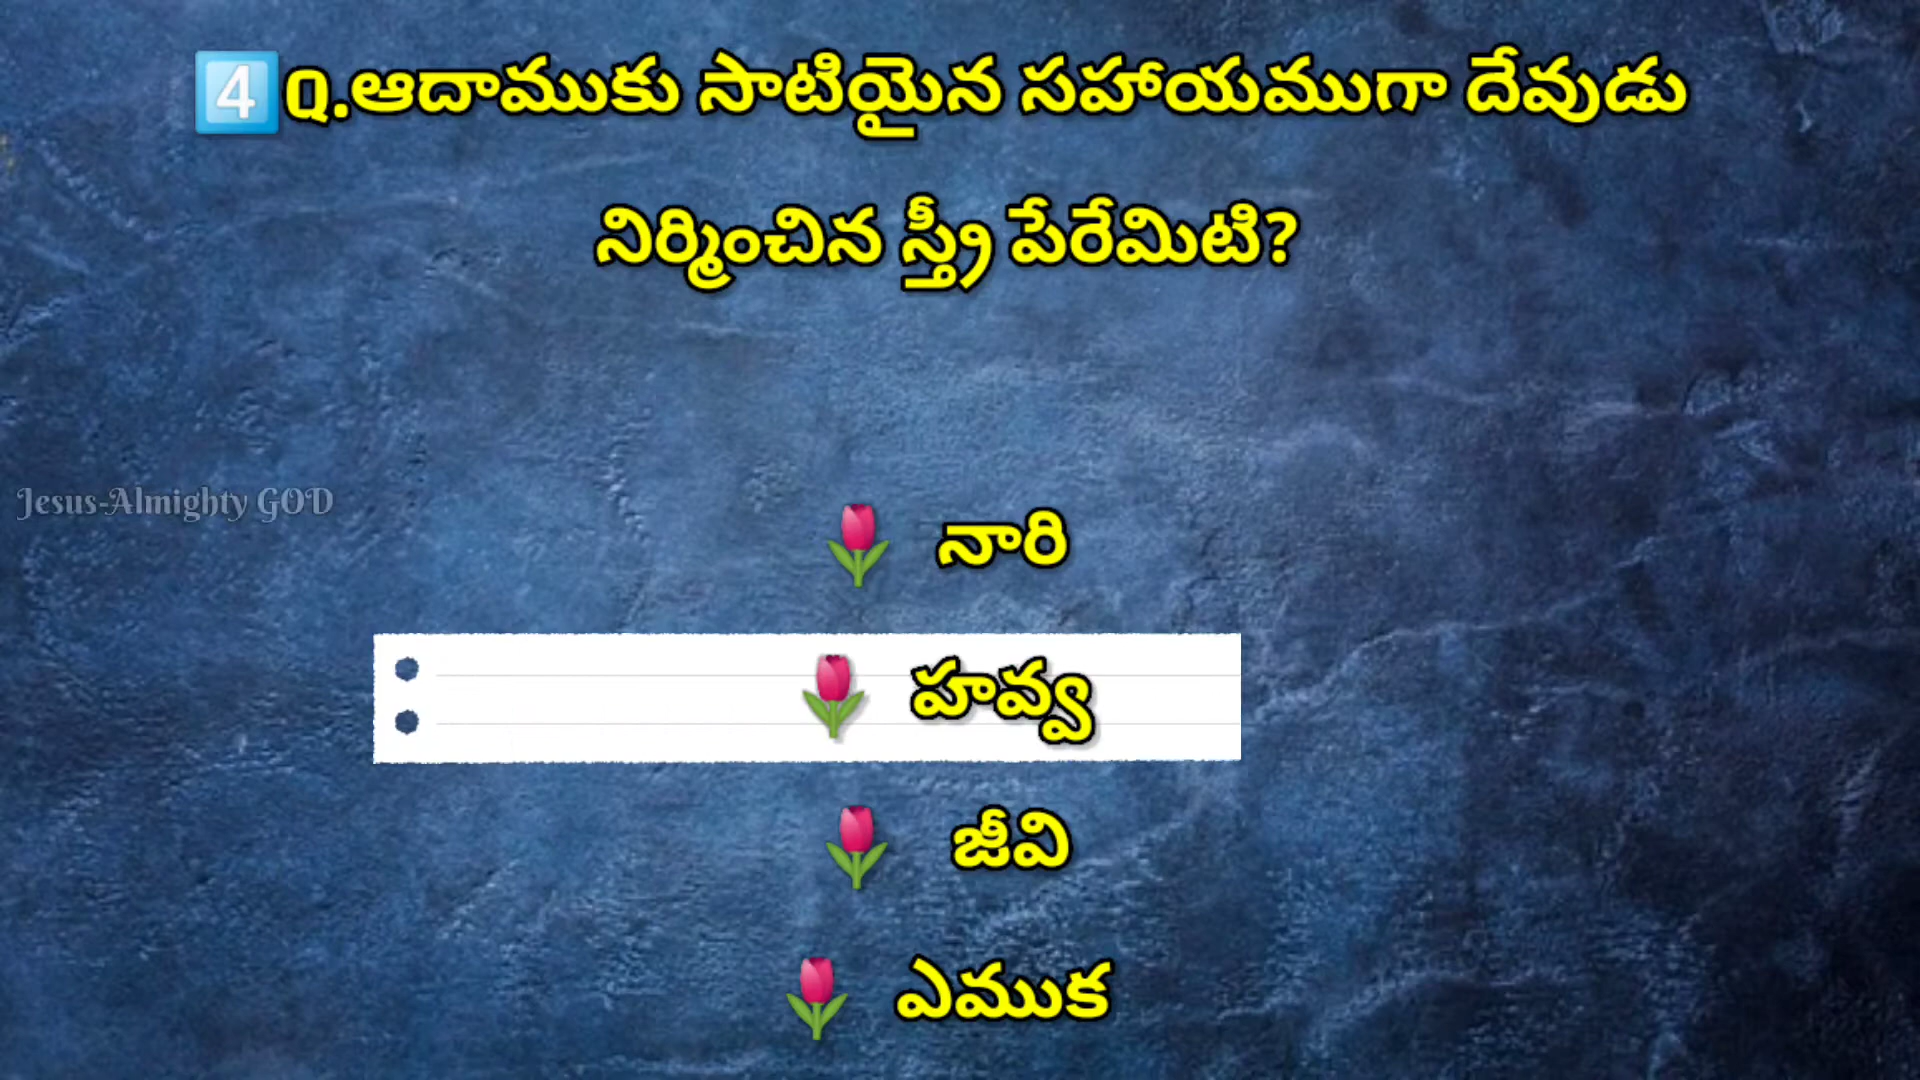 4️⃣Q.ఆదాముకు సాటియైన సహాయముగా దేవుడు
నిర్మించిన స్త్రీ పేరేమిటి?
Jesus-Almighty GOD
🌷 నారి
🌷 హవ్వ
🌷 జీవి
🌷 ఎముక